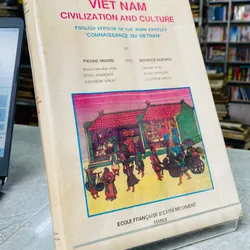 VIET NAM
CIVILIZATION AND CULTURE
ENGLISH VERSION OF THE WORK ENTITLED
"CONNAISSANCE DU VIETNAM"
PIERRE HUARD
MAURICE DURAND
ECOLE FRANÇAISE D'EXTREME-ORIENT
HANOI